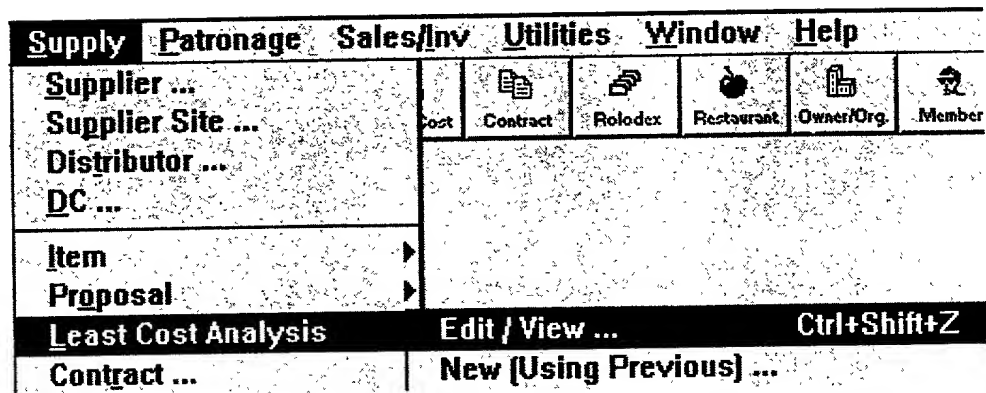 Supply Patronage Sales/Inv Utilities Window Help
Supplier ...
Supplier Site ...
Distributor ...
DC ...
Cost Contract Rolodex Restaurant Owner/Org. Member
Item
Proposal
Least Cost Analysis
Contract ...
Edit / View ... Ctrl+Shift+Z
New (Using Previous) ...